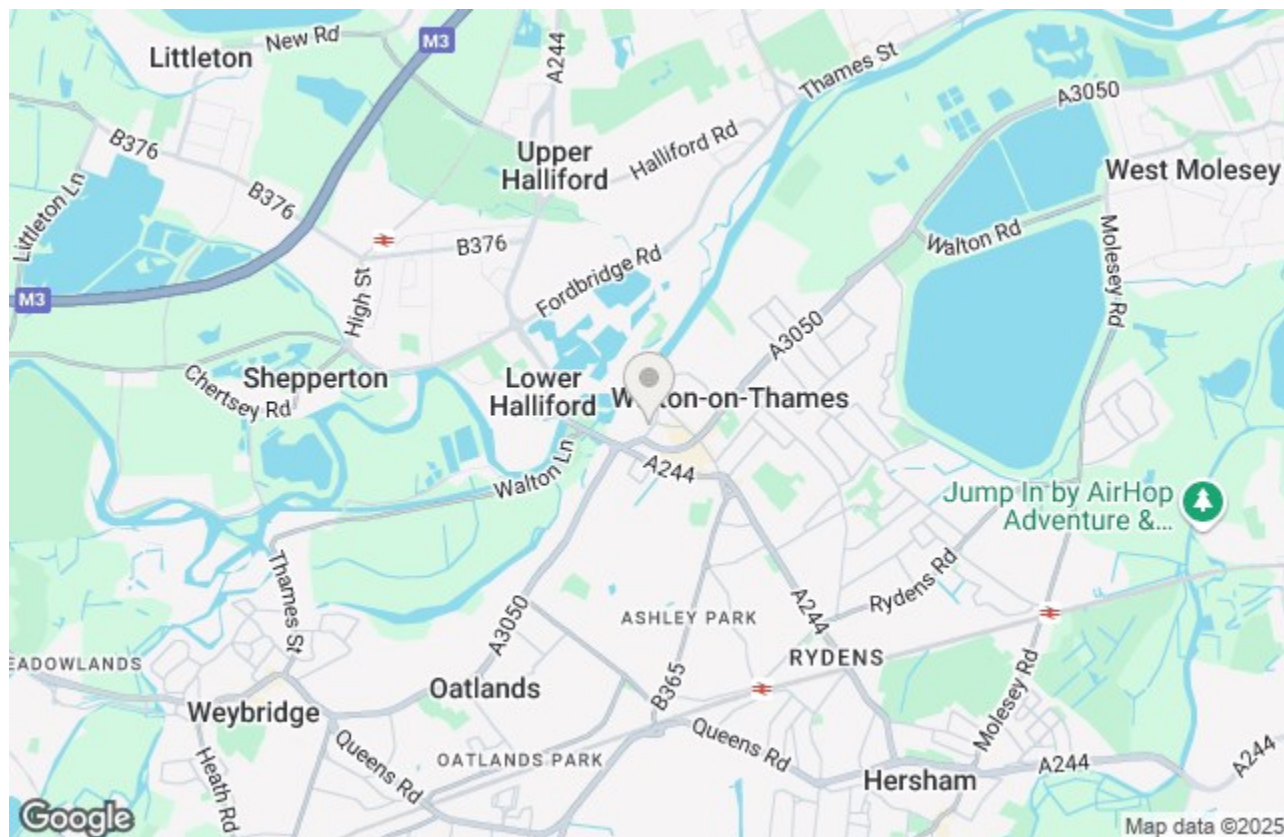 Littleton
New Rd
M3
A244
Thames St
A3050
B376
Upper
Halliford
Halliford Rd
West Molesey
Littleton Ln
B376
B376
Walton Rd
Molesey Rd
High St
Fordbridge Rd
M3
A3050
Chertsey Rd
Shepperton
Lower
Halliford
Walton Ln
A244
Jump In by AirHop
Adventure &...
Thames St
A3050
ASHLEY PARK
A244
Rydens Rd
RYDENS
EADOWLANDS
Oatlands
B365
Molesey Rd
Weybridge
Queens Rd
OATLANDS PARK
Queens Rd
Hersham
A244
A244
Heath Rd
Google
Map data ©2025